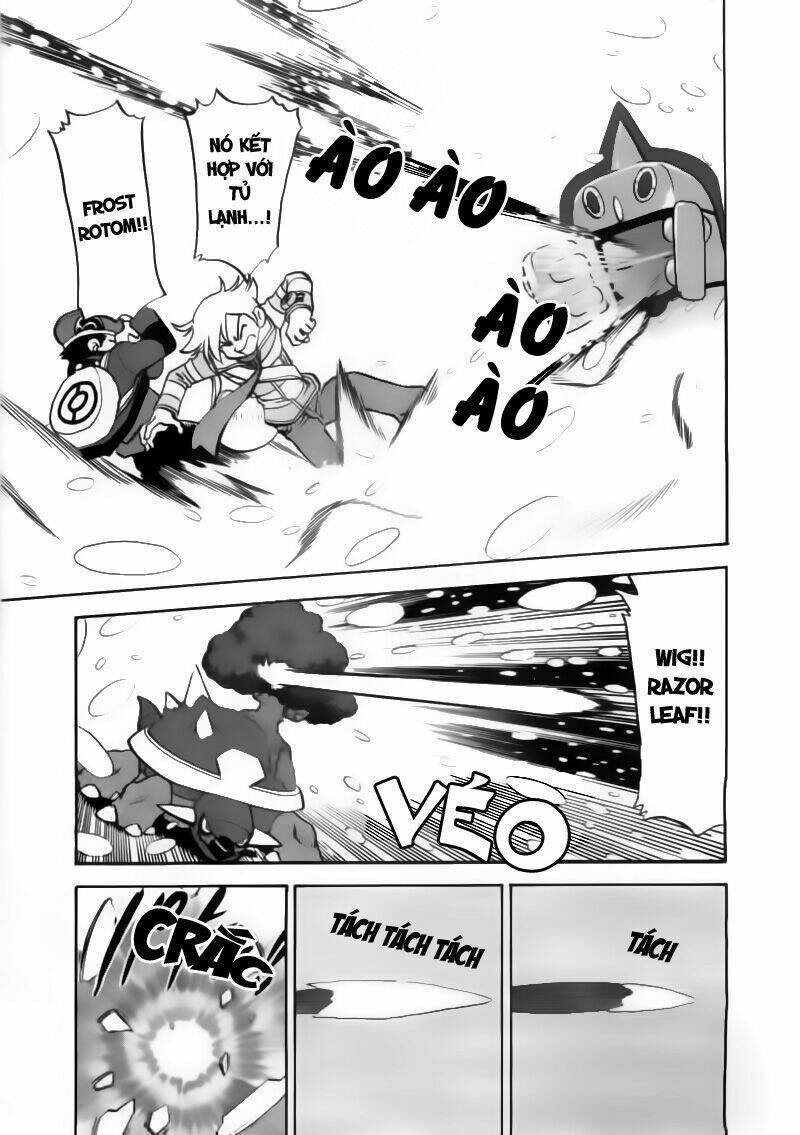 NÓ KẾT
HỢP VỚI
TỦ
LẠNH...!
FROST
ROTOM!!
ÀO ÀO
ÀO
ÀO
WIG!!
RAZOR
LEAF!!
VÉO
TÁCH
TÁCH TÁCH TÁCH
CRẮC